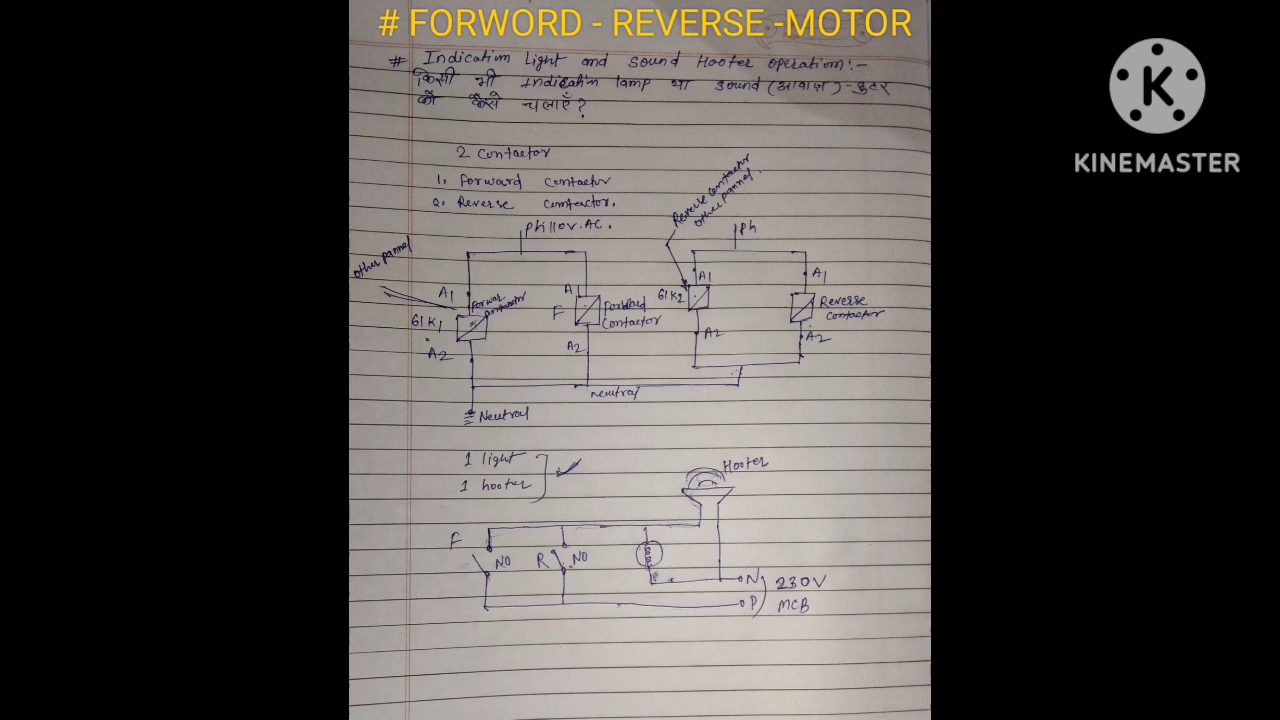 # FORWORD - REVERSE -MOTOR
# Indication Light and sound Hooter operation:-
किसी भी Indication lamp या sound (आवाज)-हुटर
को कैसे चलाएँ?
2 Contactor
1. Forward Contactor
2. Reverse Contactor.
Reverse contactor
other pannel.
Ph 110V. AC.
Ph
other pannel
A1
Forwar
contractor
61K1
A2
A1
F
Forward
Contactor
A2
A1
61K2
A2
A1
Reverse
contactor
A2
neutral
Neutral
1 light
1 hooter
Hooter
F
NO
R
NO
N
230V
P
MCB
K
KINEMASTER